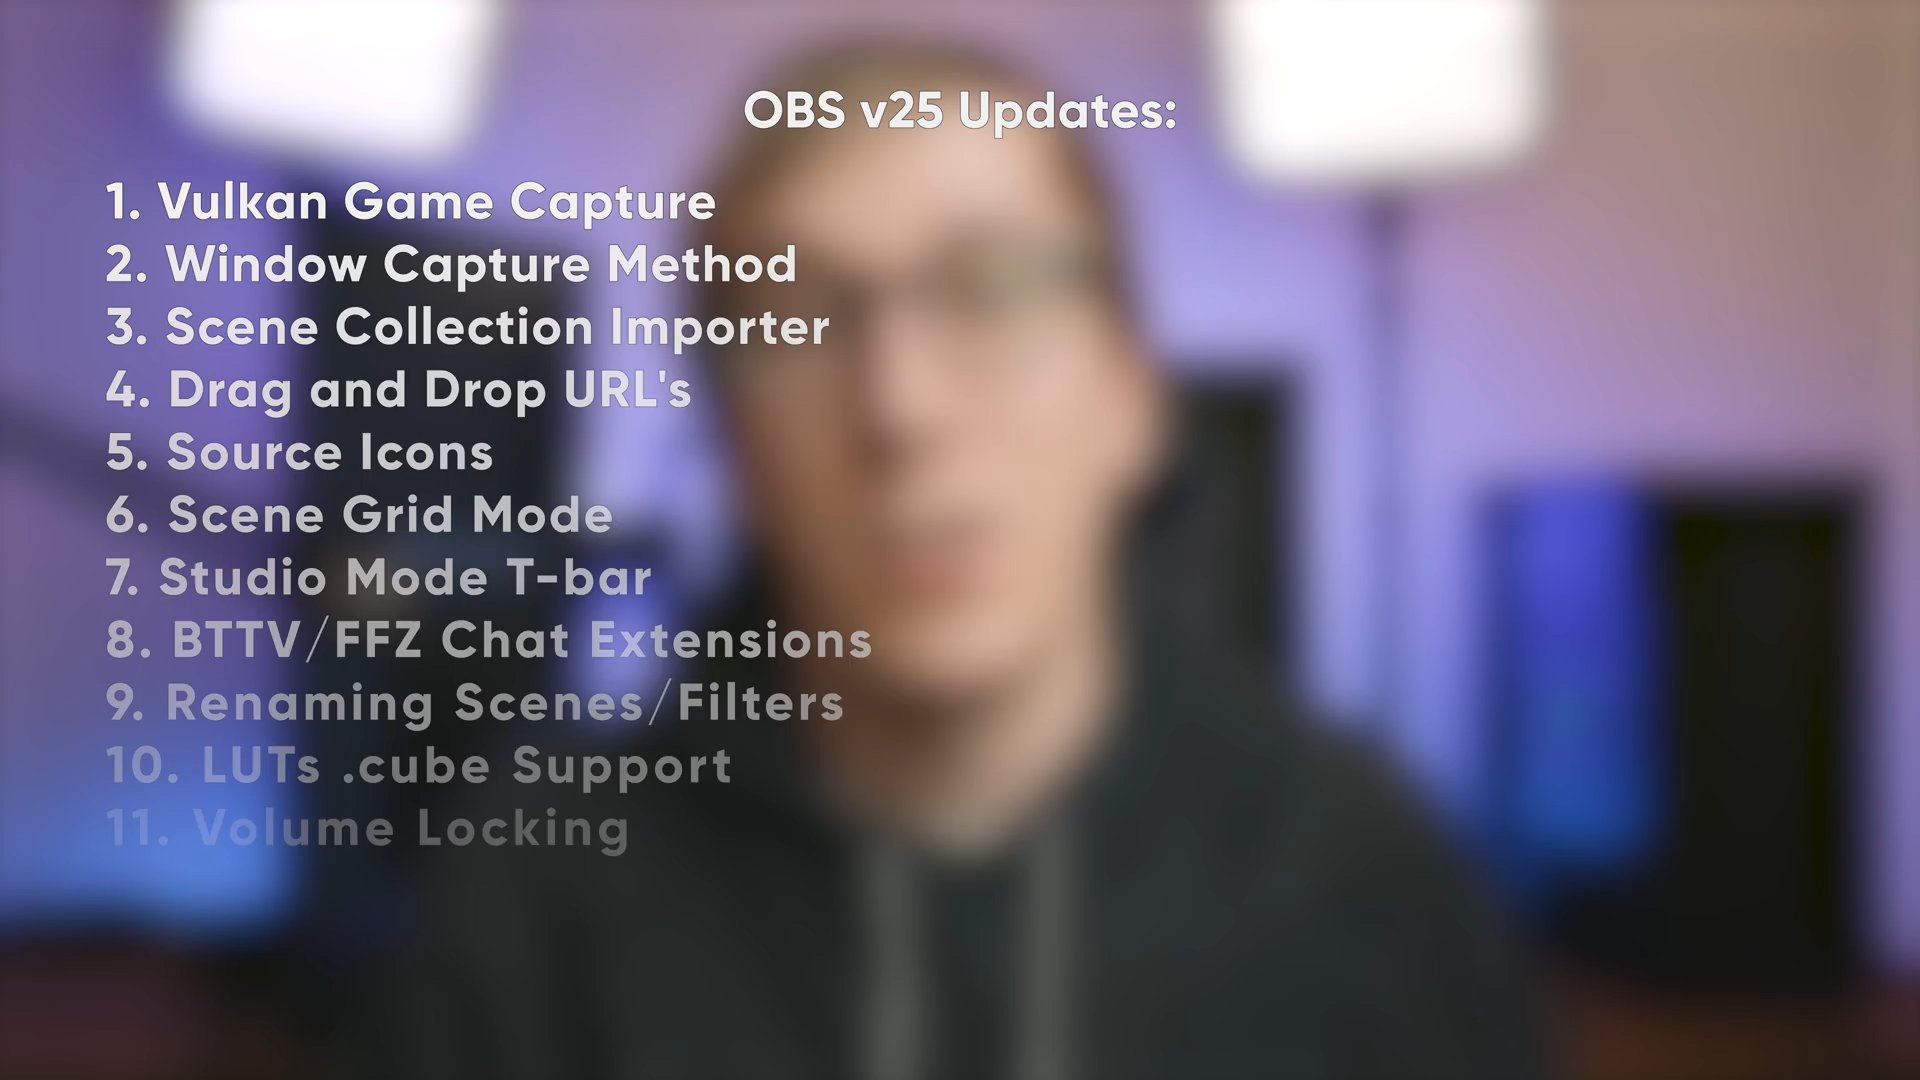 OBS v25 Updates:
1. Vulkan Game Capture
2. Window Capture Method
3. Scene Collection Importer
4. Drag and Drop URL's
5. Source Icons
6. Scene Grid Mode
7. Studio Mode T-bar
8. BTTV/FFZ Chat Extensions
9. Renaming Scenes/Filters
10. LUTs .cube Support
11. Volume Locking